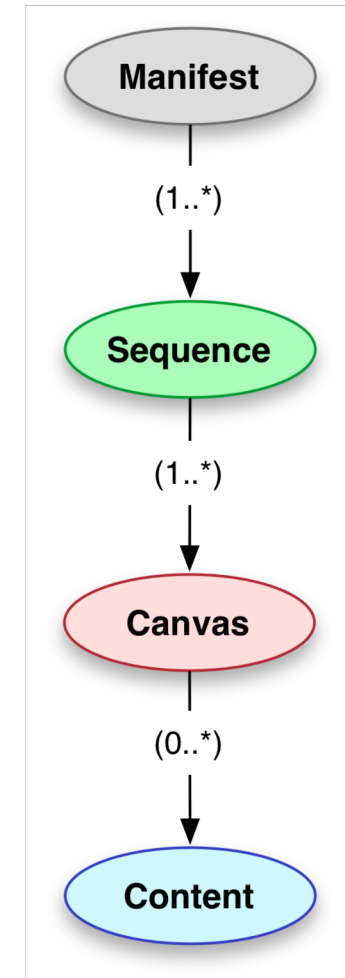 Manifest
(1..*)
Sequence
(1..*)
Canvas
(0..*)
Content